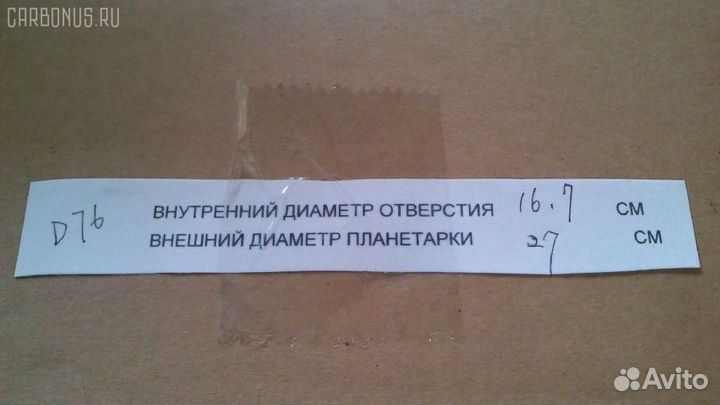 CARBONUS.RU
D76 ВНУТРЕННИЙ ДИАМЕТР ОТВЕРСТИЯ 16.7 СМ
ВНЕШНИЙ ДИАМЕТР ПЛАНЕТАРКИ 27 СМ
Avito